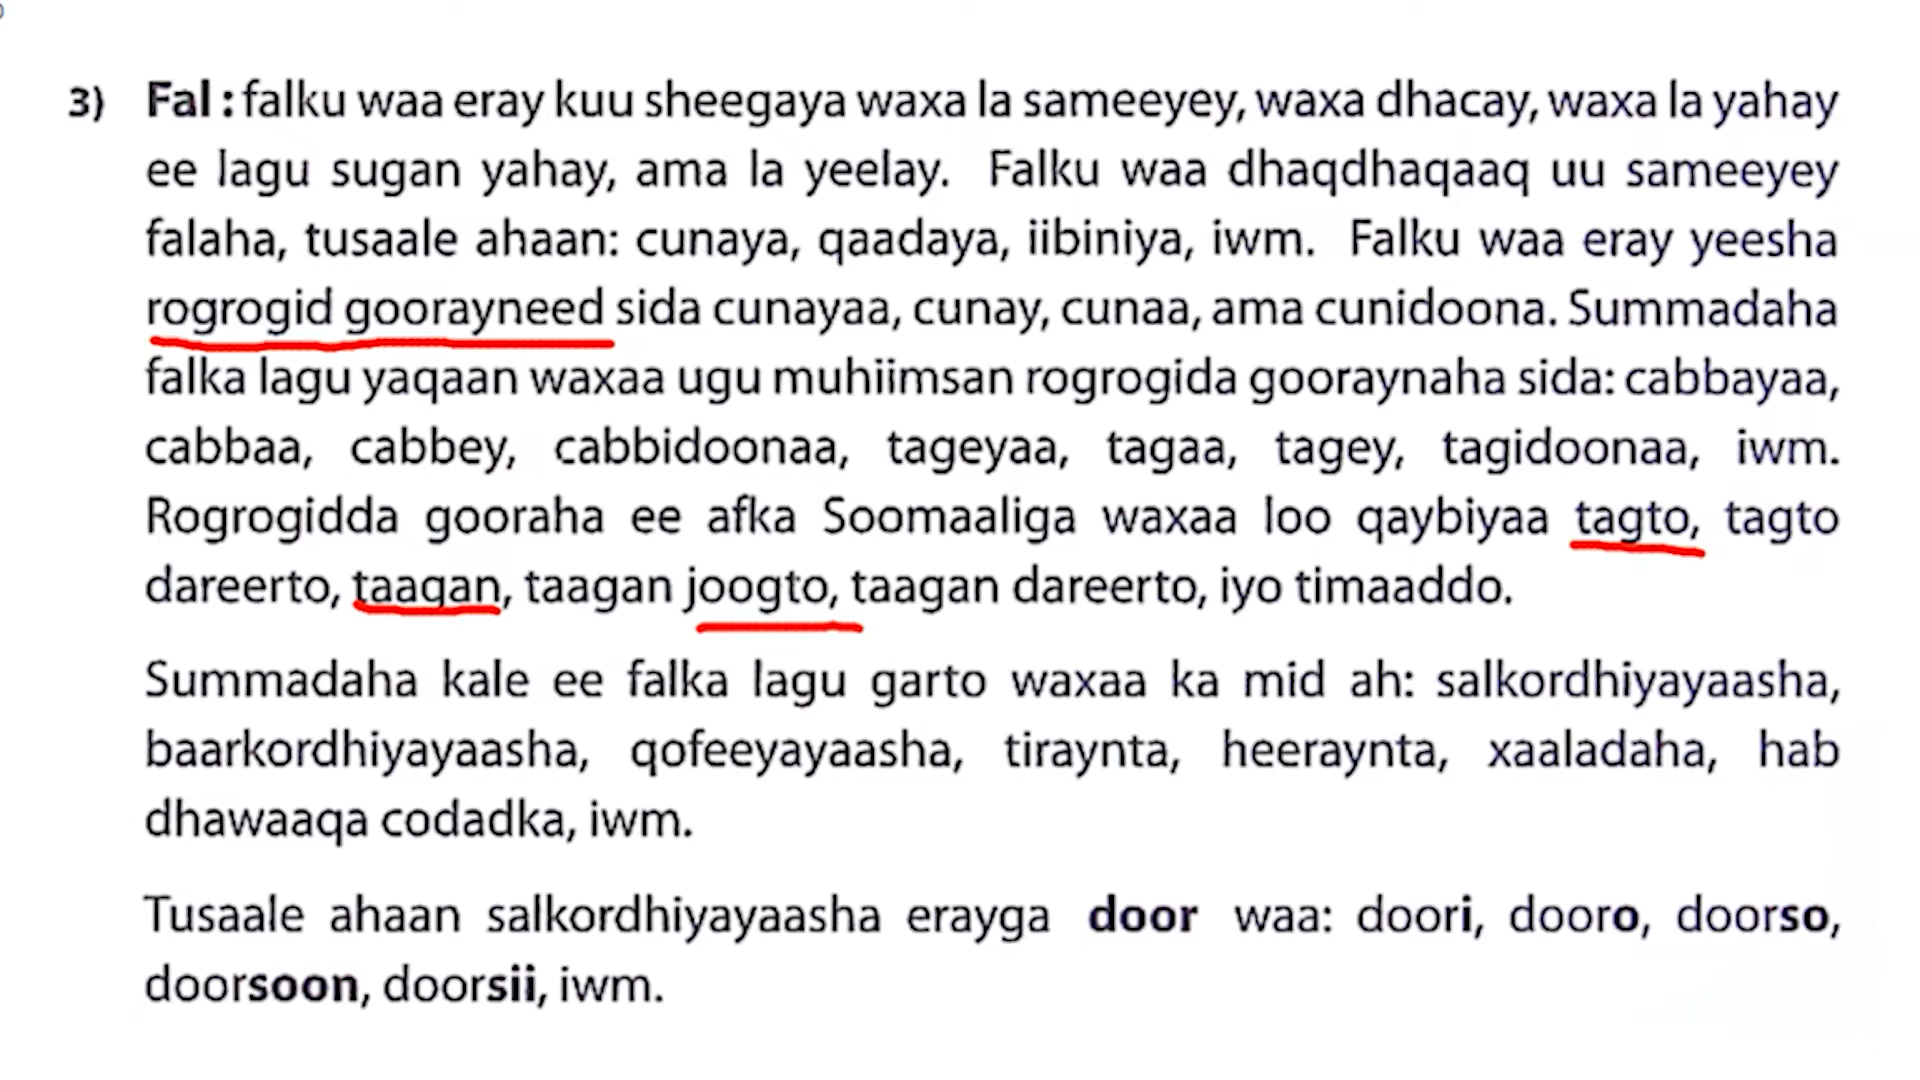 3) Fal : falku waa eray kuu sheegaya waxa la sameeyey, waxa dhacay, waxa la yahay
ee lagu sugan yahay, ama la yeelay. Falku waa dhaqdhaqaaq uu sameeyey
falaha, tusaale ahaan: cunaya, qaadaya, iibiniya, iwm. Falku waa eray yeesha
rogrogid goorayneed sida cunayaa, cunay, cunaa, ama cunidoona. Summadaha
falka lagu yaqaan waxaa ugu muhiimsan rogrogida gooraynaha sida: cabbayaa,
cabbaa, cabbey, cabbidoonaa, tageyaa, tagaa, tagey, tagidoonaa, iwm.
Rogrogidda gooraha ee afka Soomaaliga waxaa loo qaybiyaa tagto, tagto
dareerto, taagan, taagan joogto, taagan dareerto, iyo timaaddo.
Summadaha kale ee falka lagu garto waxaa ka mid ah: salkordhiyayaasha,
baarkordhiyayaasha, qofeeyayaasha, tiraynta, heeraynta, xaaladaha, hab
dhawaaqa codadka, iwm.
Tusaale ahaan salkordhiyayaasha erayga door waa: doori, dooro, doorso,
doorsoon, doorsii, iwm.